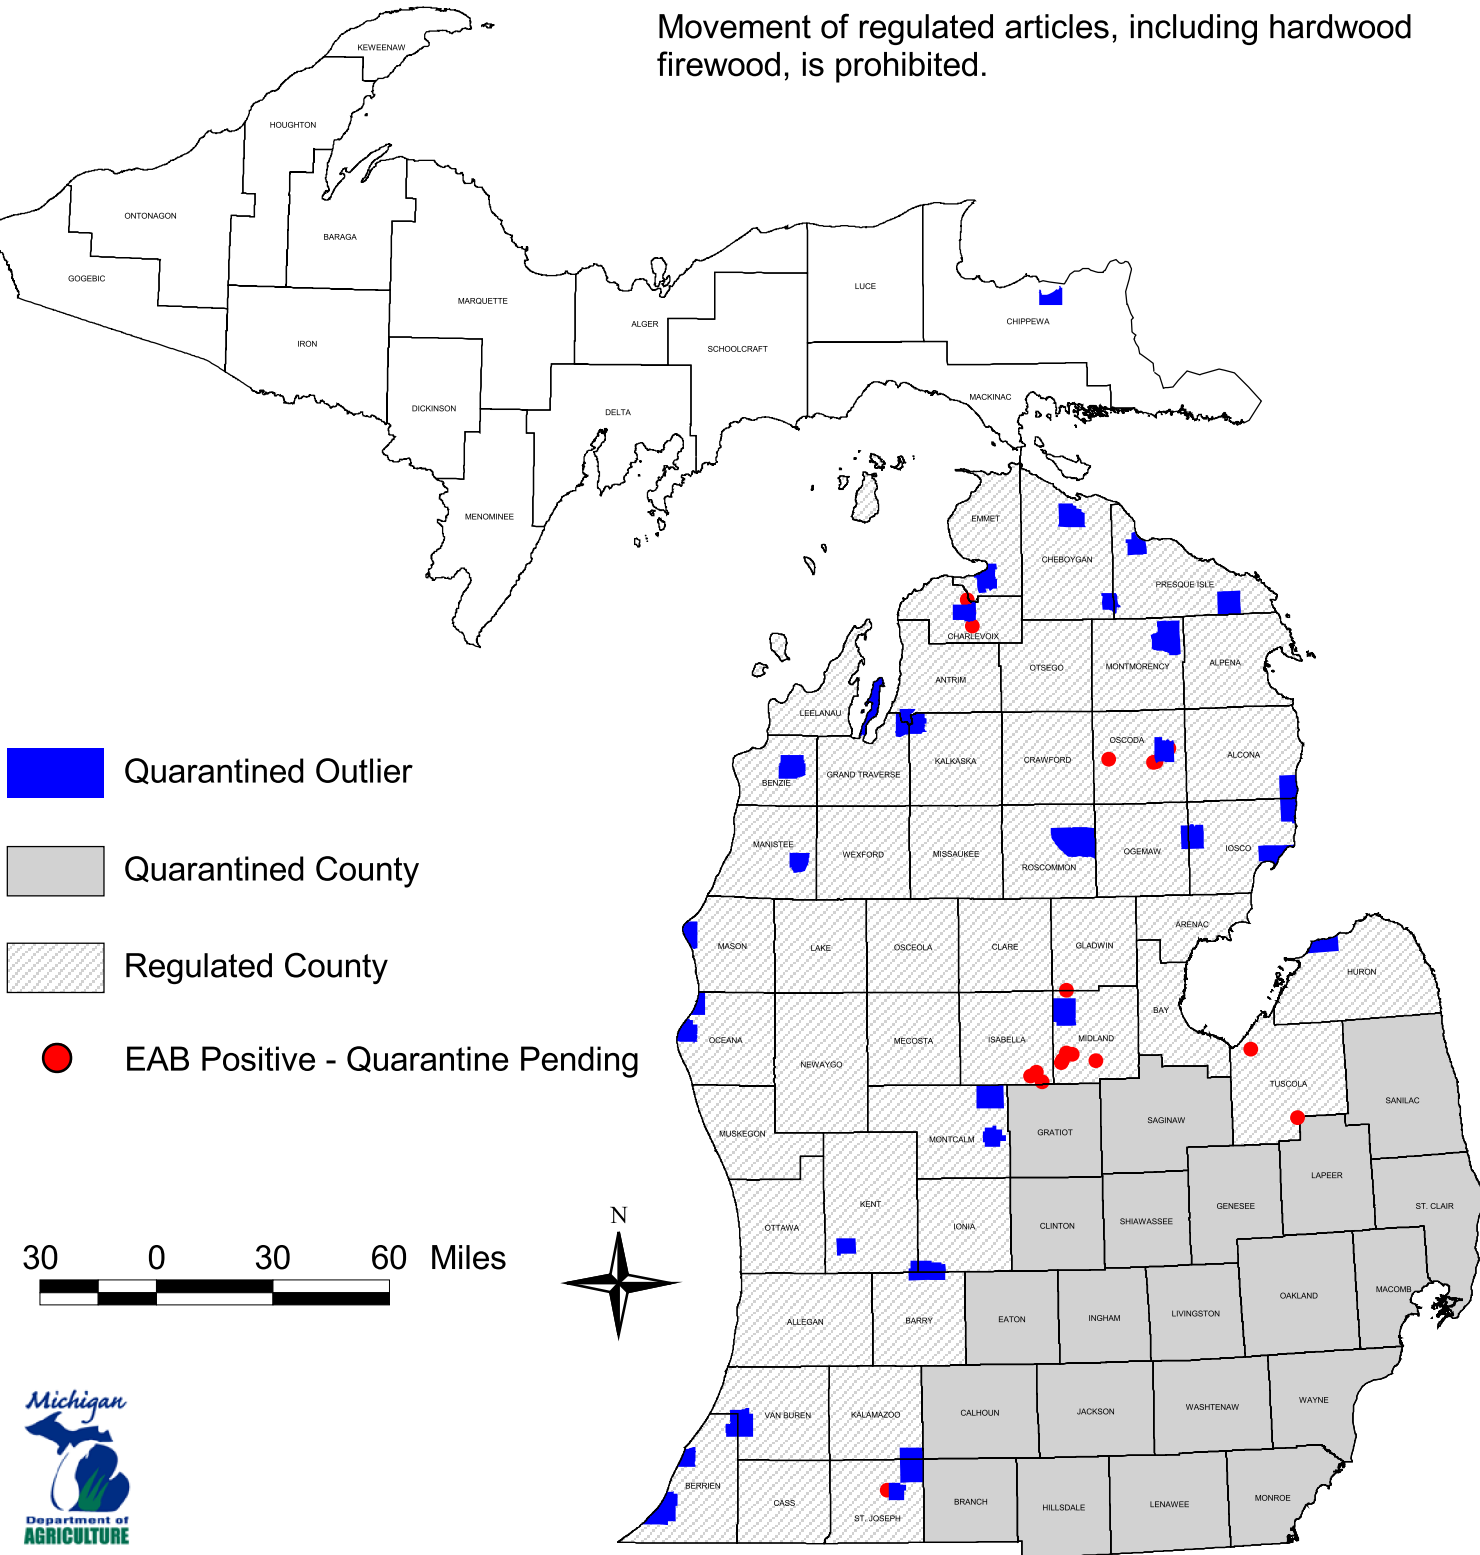 Movement of regulated articles, including hardwood
firewood, is prohibited.
KEWEENAW
HOUGHTON
ONTONAGON
BARAGA
GOGEBIC
MARQUETTE
LUCE
CHIPPEWA
ALGER
IRON
SCHOOLCRAFT
MACKINAC
DICKINSON
DELTA
MENOMINEE
EMMET
CHEBOYGAN
PRESQUE ISLE
CHARLEVOIX
ANTRIM
OTSEGO
MONTMORENCY
ALPENA
LEELANAU
BENZIE
GRAND TRAVERSE
KALKASKA
CRAWFORD
OSCODA
ALCONA
MANISTEE
WEXFORD
MISSAUKEE
ROSCOMMON
OGEMAW
IOSCO
MASON
LAKE
OSCEOLA
CLARE
GLADWIN
ARENAC
HURON
OCEANA
NEWAYGO
MECOSTA
ISABELLA
MIDLAND
BAY
TUSCOLA
SANILAC
MUSKEGON
MONTCALM
GRATIOT
SAGINAW
LAPEER
ST. CLAIR
OTTAWA
KENT
IONIA
CLINTON
SHIAWASSEE
GENESEE
ALLEGAN
BARRY
EATON
INGHAM
LIVINGSTON
OAKLAND
MACOMB
VAN BUREN
KALAMAZOO
CALHOUN
JACKSON
WASHTENAW
WAYNE
BERRIEN
CASS
ST. JOSEPH
BRANCH
HILLSDALE
LENAWEE
MONROE
Quarantined Outlier
Quarantined County
Regulated County
EAB Positive - Quarantine Pending
30 0 30 60 Miles
N
Michigan
Department of
AGRICULTURE